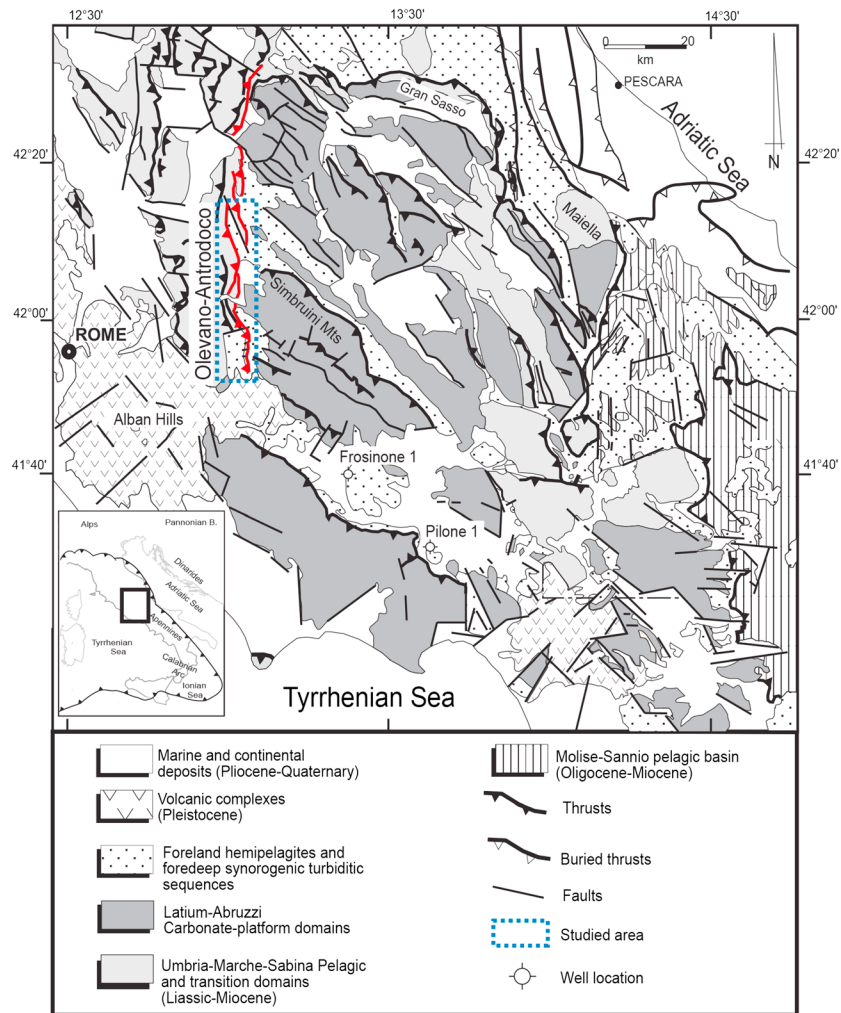 12°30'
13°30'
14°30'
0
20
km
PESCARA
Gran Sasso
Adriatic Sea
N
42°20'
42°20'
Maiella
Olevano-Antrodoco
Simbruini Mts
42°00'
42°00'
ROME
Alban Hills
Frosinone 1
41°40'
41°40'
Pilone 1
Alps
Pannonian B.
Dinarides
Adriatic Sea
Apennines
Tyrrhenian
Sea
Calabrian
Arc
Ionian
Sea
Tyrrhenian Sea
Marine and continental
deposits (Pliocene-Quaternary)
Volcanic complexes
(Pleistocene)
Foreland hemipelagites and
foredeep synorogenic turbiditic
sequences
Latium-Abruzzi
Carbonate-platform domains
Umbria-Marche-Sabina Pelagic
and transition domains
(Liassic-Miocene)
Molise-Sannio pelagic basin
(Oligocene-Miocene)
Thrusts
Buried thrusts
Faults
Studied area
Well location